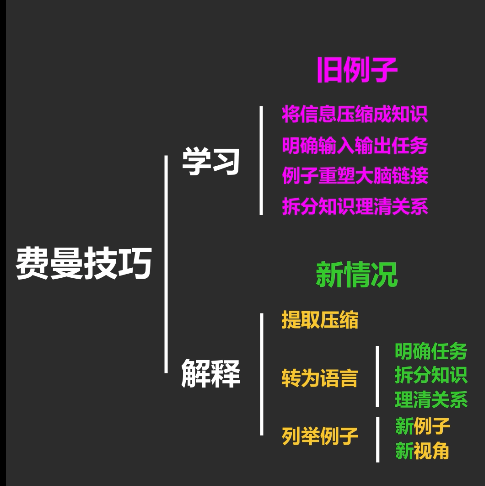 旧例子
将信息压缩成知识
明确输入输出任务
例子重塑大脑链接
拆分知识理清关系
学习
费曼技巧
新情况
解释
提取压缩
转为语言
明确任务
拆分知识
理清关系
列举例子
新例子
新视角